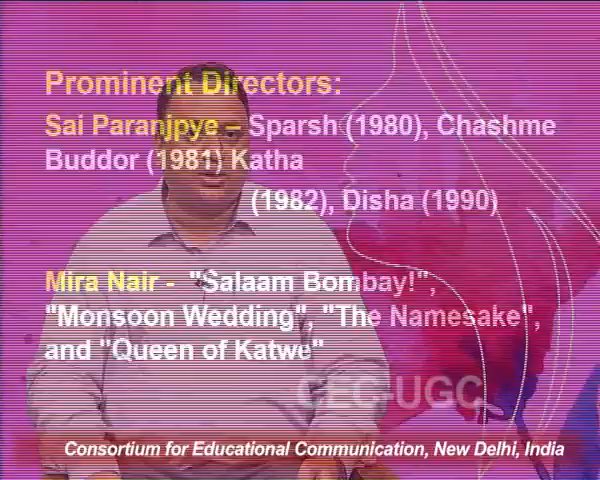 Prominent Directors:
Sai Paranjpye – Sparsh (1980), Chashme
Buddor (1981) Katha
(1982), Disha (1990)
Mira Nair - "Salaam Bombay!",
"Monsoon Wedding", "The Namesake",
and "Queen of Katwe"
CEC-UGC
Consortium for Educational Communication, New Delhi, India